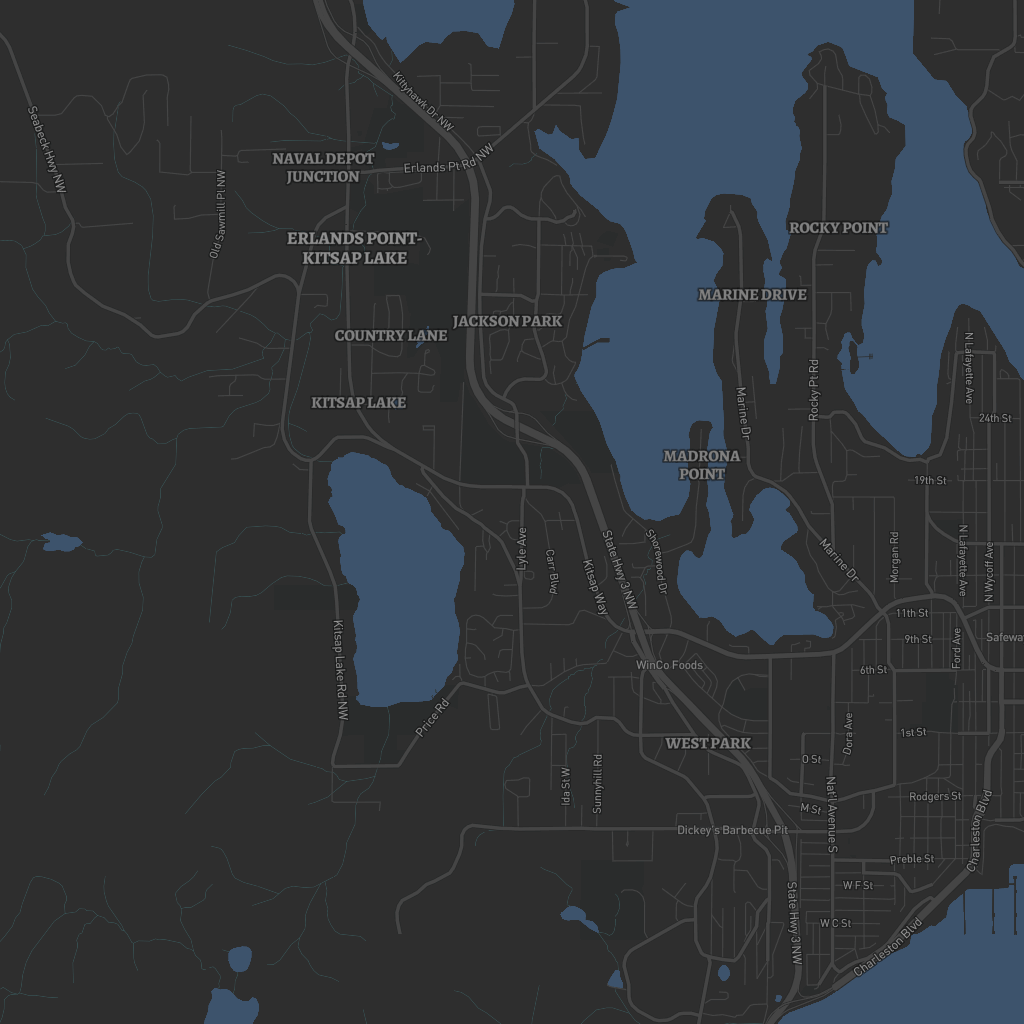 Kittyhawk Dr NW
Seabeck Hwy NW
NAVAL DEPOT
JUNCTION
Erlands Pt Rd NW
Old Sawmill Pl NW
ERLANDS POINT-
KITSAP LAKE
ROCKY POINT
MARINE DRIVE
JACKSON PARK
COUNTRY LANE
N Lafayette Ave
Rocky Pt Rd
KITSAP LAKE
Marine Dr
24th St
MADRONA
POINT
19th St
Lyle Ave
Carr Blvd
State Hwy 3 NW
Kitsap Way
Shorewood Dr
Marine Dr
Morgan Rd
N Lafayette Ave
N Wycoff Ave
11th St
9th St
Ford Ave
Safeway
Kitsap Lake Rd NW
WinCo Foods
6th St
Price Rd
WEST PARK
Dora Ave
1st St
O St
Ida St W
Sunnyhill Rd
M St
Nat'l Avenue S
Rodgers St
Charleston Blvd
Dickey's Barbecue Pit
Preble St
W F St
State Hwy 3 NW
W C St
Charleston Blvd